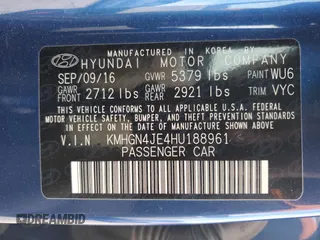 MANUFACTURED IN KOREA BY
HYUNDAI MOTOR COMPANY
SEP/09/16 GVWR 5379 lbs PAINT WU6
GAWR FRONT 2712 lbs GAWR REAR 2921 lbs TRIM VYC
THIS VEHICLE CONFORMS TO ALL APPLICABLE
FEDERAL MOTOR VEHICLE SAFETY, BUMPER,
AND THEFT PREVENTION STANDARDS IN EFFECT ON
THE DATE OF MANUFACTURE SHOWN ABOVE.
V.I.N KMHGN4JE4HU188961
PASSENGER CAR
DREAMBID